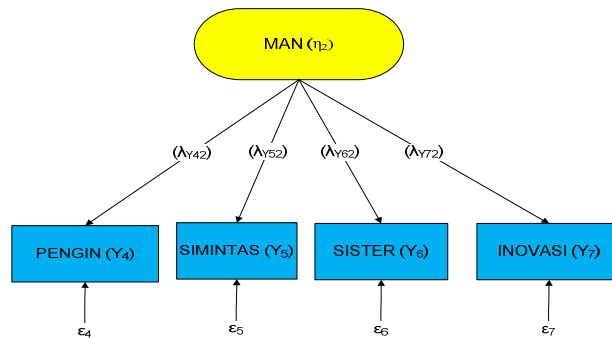 MAN (η2)
(λY42) (λY52) (λY62) (λY72)
PENGIN (Y4) SIMINTAS (Y5) SISTER (Y6) INOVASI (Y7)
ε4 ε5 ε6 ε7